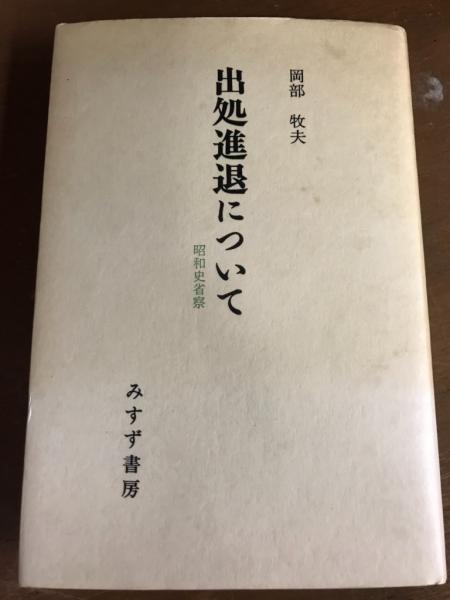 岡部 牧夫
出処進退について
昭和史省察
みすず書房